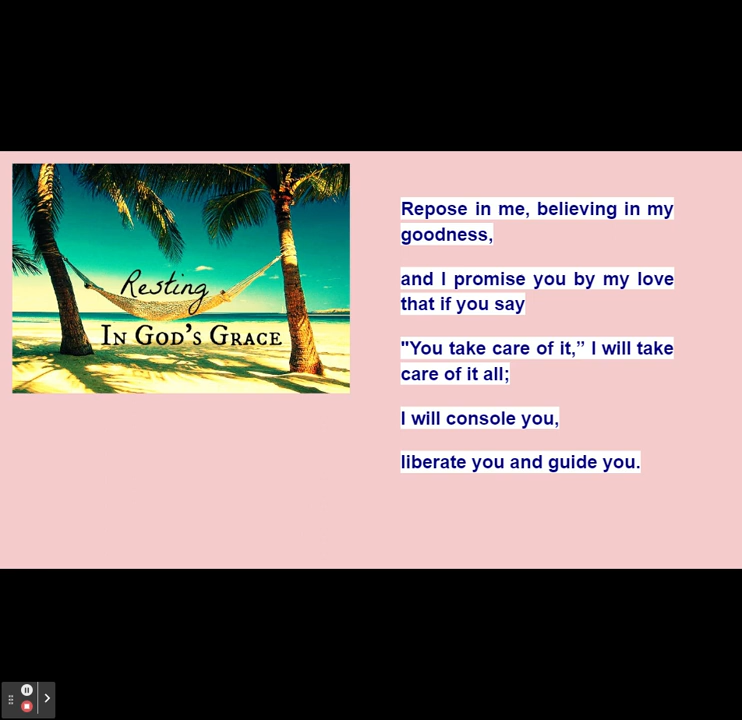 Resting
In God's Grace
Repose in me, believing in my
goodness,
and I promise you by my love
that if you say
"You take care of it,” I will take
care of it all;
I will console you,
liberate you and guide you.